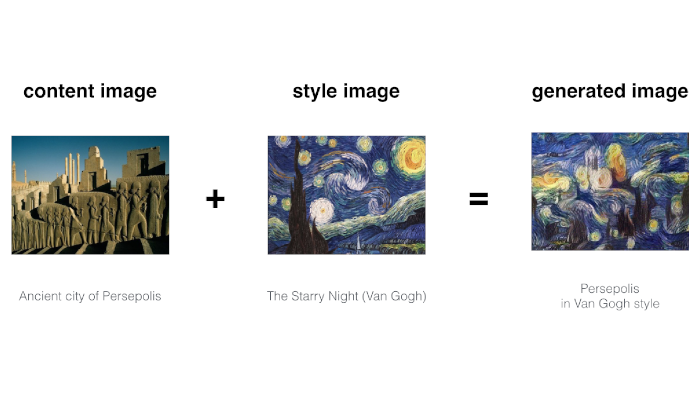 content image
style image
generated image
+
=
Ancient city of Persepolis
The Starry Night (Van Gogh)
Persepolis
in Van Gogh style